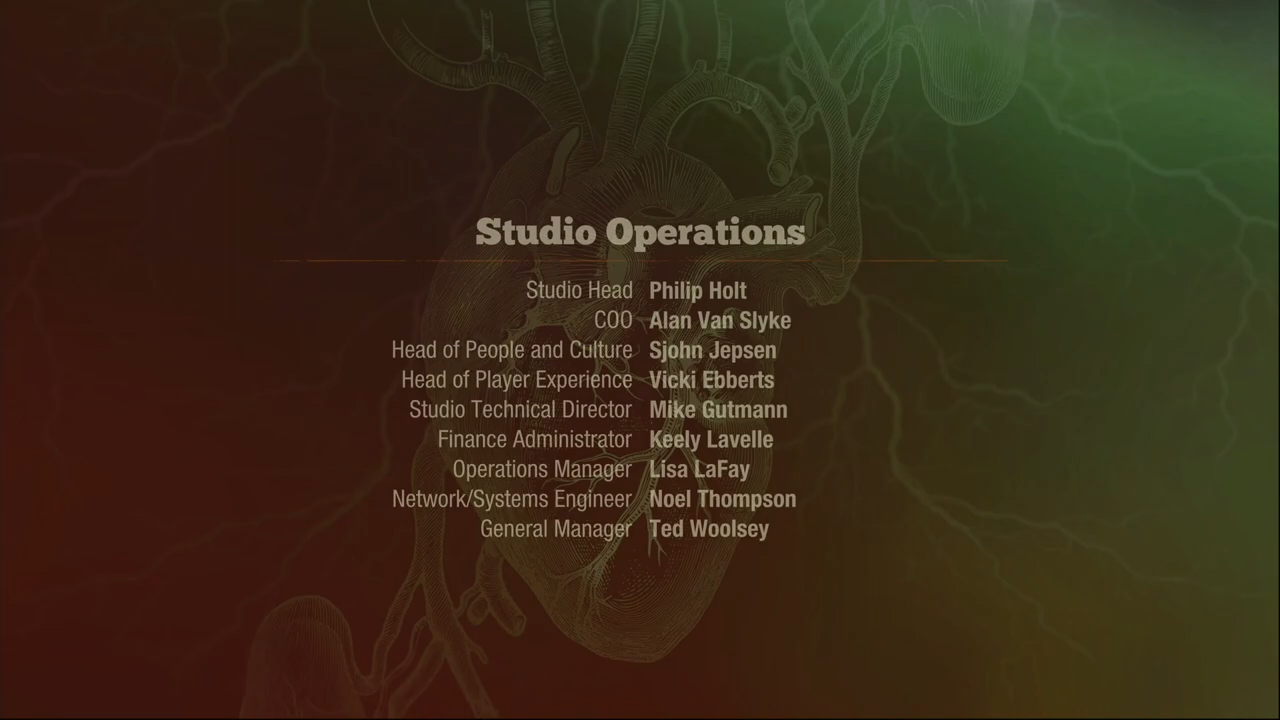 Studio Operations
Studio Head Philip Holt
COO Alan Van Slyke
Head of People and Culture Sjohn Jepsen
Head of Player Experience Vicki Ebberts
Studio Technical Director Mike Gutmann
Finance Administrator Keely Lavelle
Operations Manager Lisa LaFay
Network/Systems Engineer Noel Thompson
General Manager Ted Woolsey